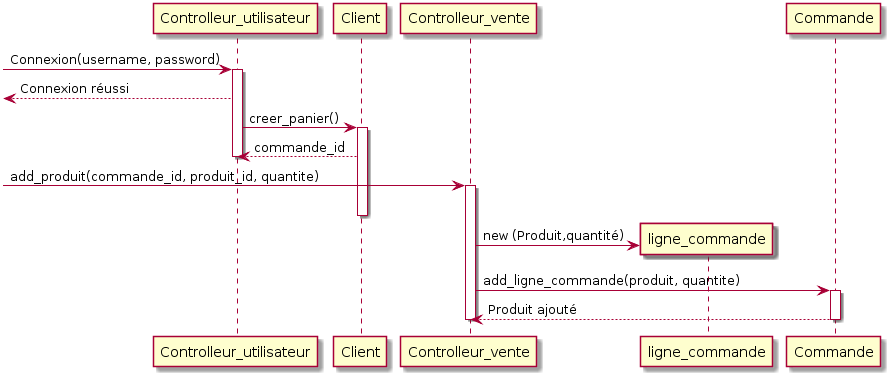 Controlleur_utilisateur
Client
Controlleur_vente
Commande
Connexion(username, password)
Connexion réussi
creer_panier()
commande_id
add_produit(commande_id, produit_id, quantite)
new (Produit,quantité)
ligne_commande
add_ligne_commande(produit, quantite)
Produit ajouté
Controlleur_utilisateur
Client
Controlleur_vente
ligne_commande
Commande